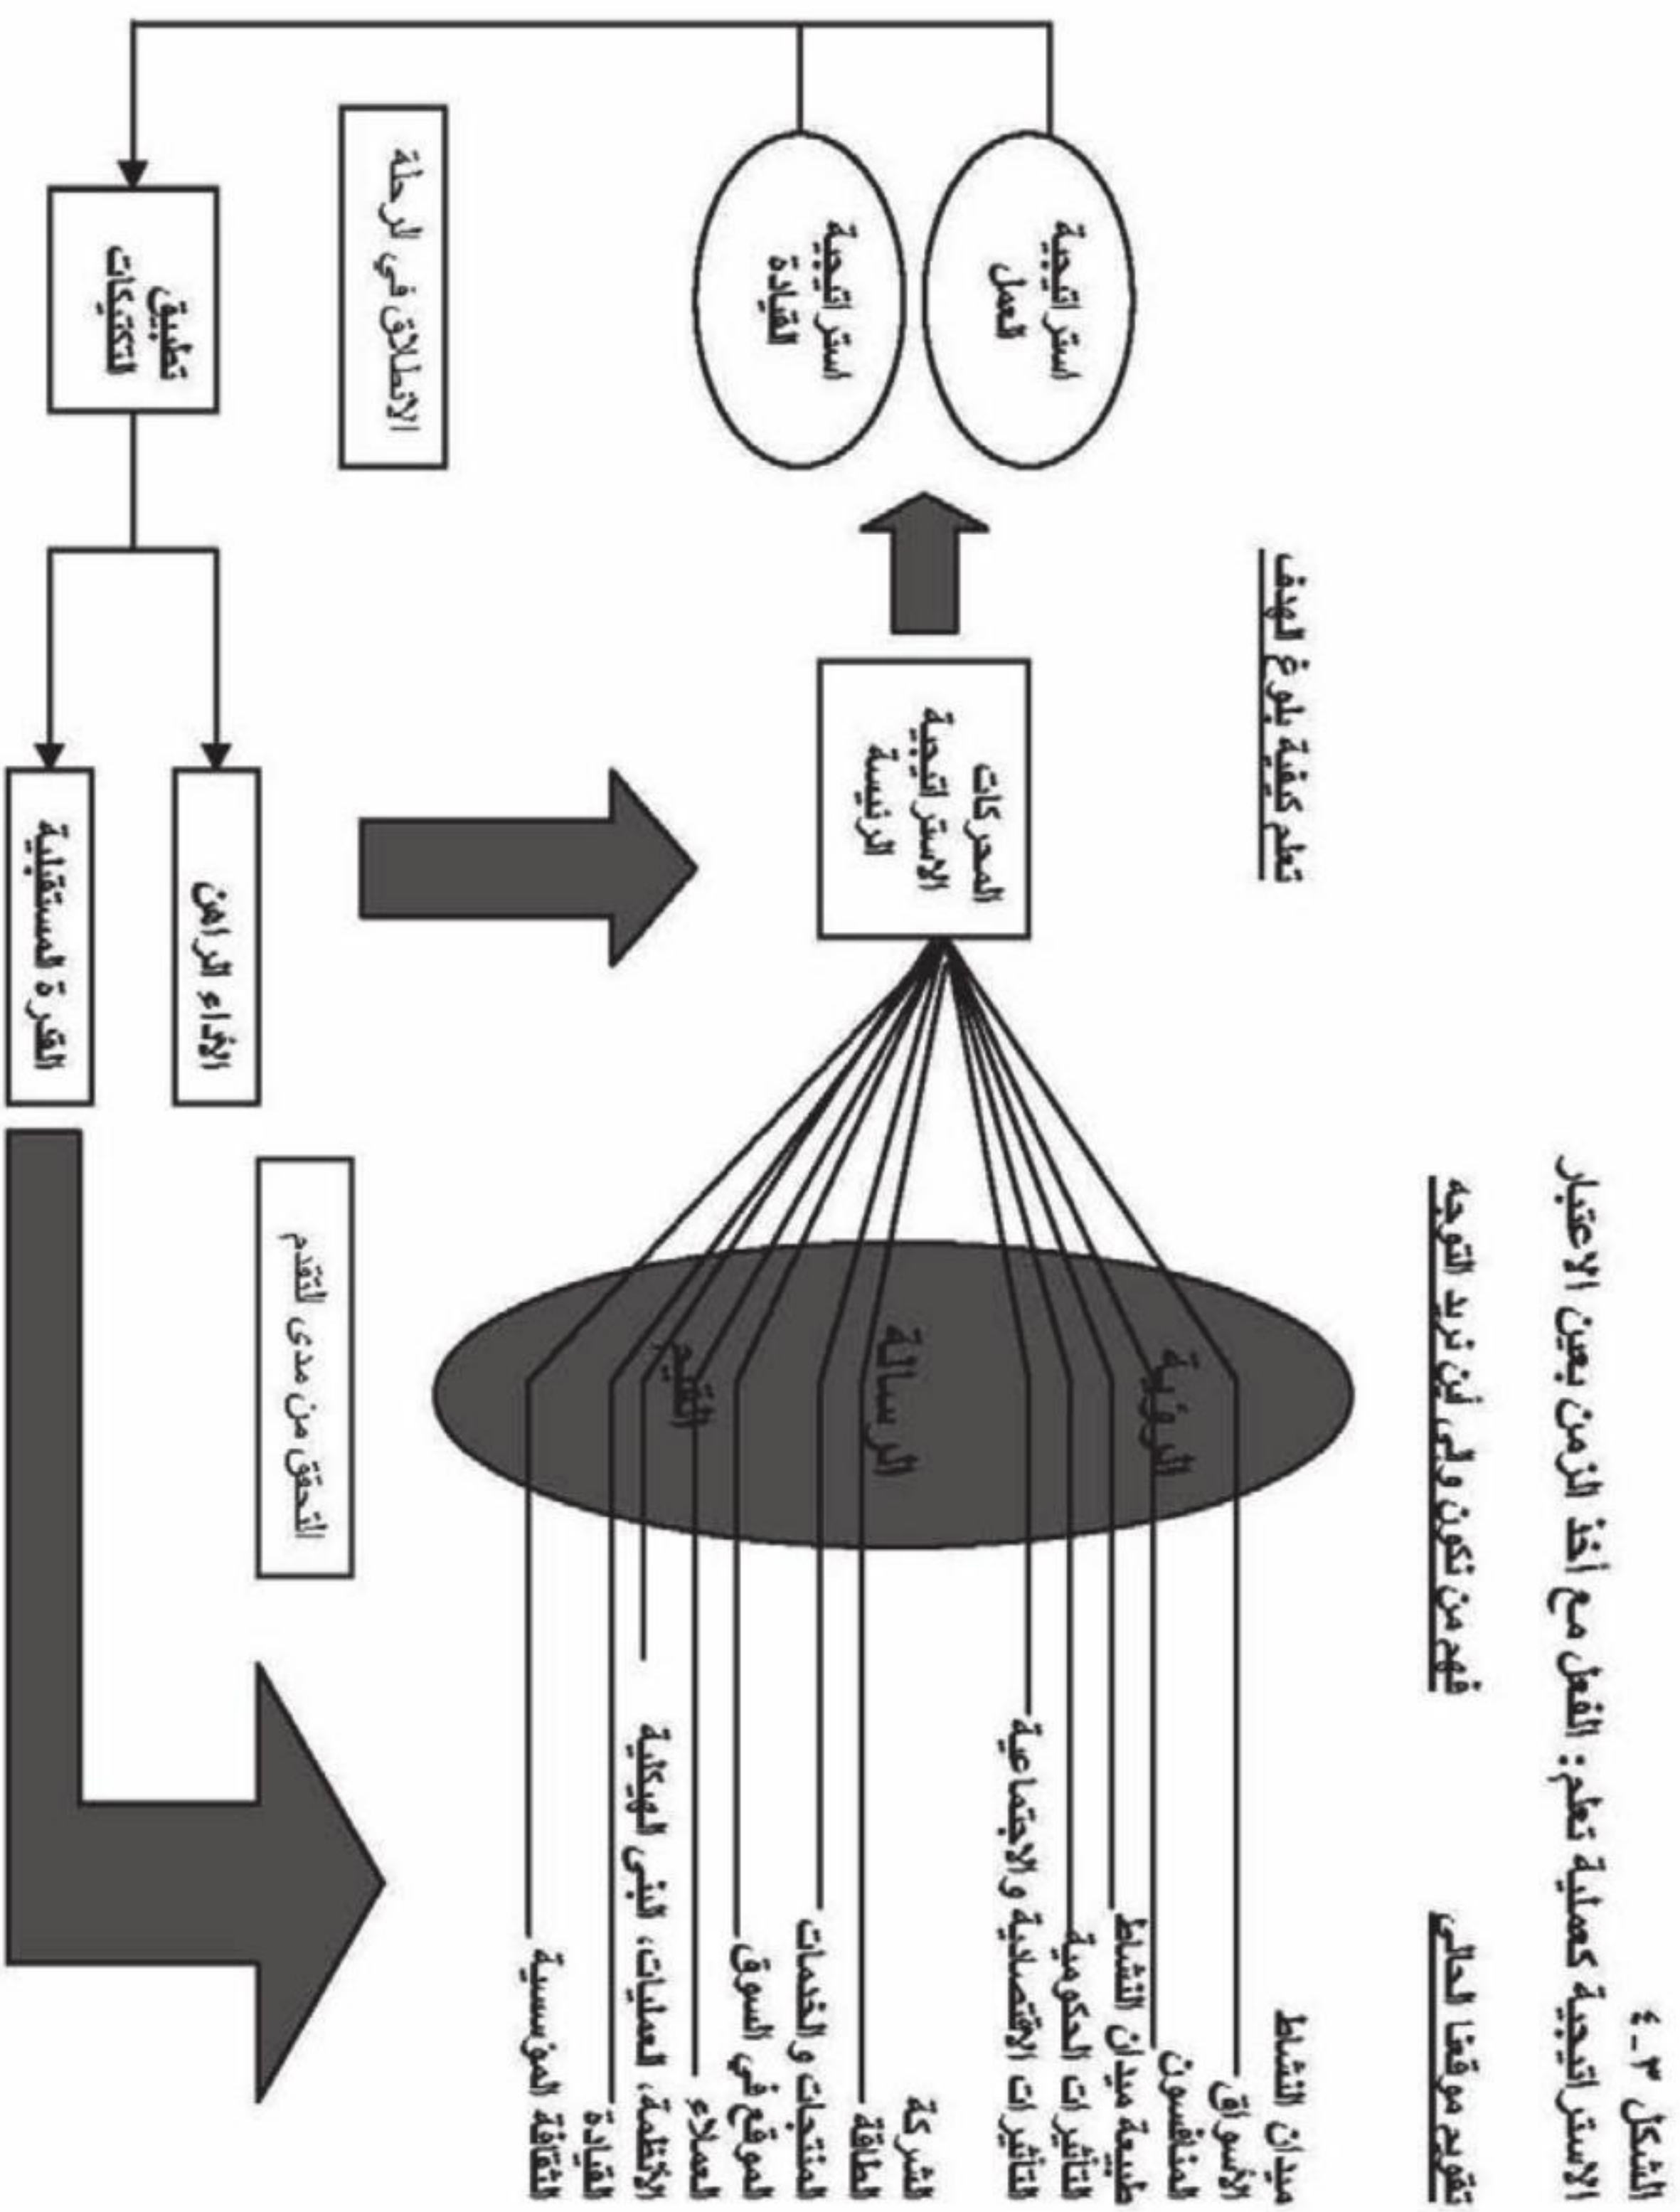 الشكل ٣-٤
الاستراتيجية كعملية تعلم: الفعل مع أخذ الزمن بعين الاعتبار
تقويم موقعنا الحالي
فهم من نكون وإلى أين نريد التوجه
تعلم كيفية بلوغ الهدف
ميدان النشاط
الأسواق
المنافسون
طبيعة ميدان النشاط
التأثيرات الحكومية
التأثيرات الاقتصادية والاجتماعية
الشركة
الطاقة
المنتجات والخدمات
الموقع في السوق
العملاء
الأنظمة، العمليات، البنى الهيكلية
القيادة
الثقافة المؤسسية
الرؤية
الرسالة
القيم
المحركات
الاستراتيجية
الرئيسة
استراتيجية
العمل
استراتيجية
القيادة
التحقق من مدى التقدم
الانطلاق في الرحلة
تطبيق
التكتيكات
الأداء الراهن
القدرة المستقبلية